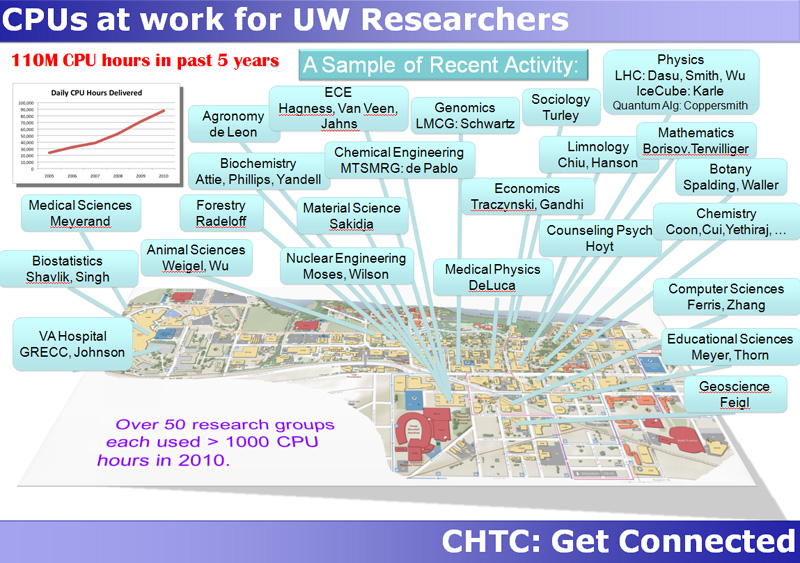 CPUs at work for UW Researchers
110M CPU hours in past 5 years
A Sample of Recent Activity:
Daily CPU Hours Delivered
100,000
90,000
80,000
70,000
60,000
50,000
40,000
30,000
20,000
10,000
0
2005 2006 2007 2008 2009 2010
Agronomy
de Leon
ECE
Hagness, Van Veen,
Jahns
Genomics
LMCG: Schwartz
Sociology
Turley
Physics
LHC: Dasu, Smith, Wu
IceCube: Karle
Quantum Alg: Coppersmith
Biochemistry
Attie, Phillips, Yandell
Chemical Engineering
MTSMRG: de Pablo
Limnology
Chiu, Hanson
Mathematics
Borisov.Terwilliger
Botany
Spalding, Waller
Medical Sciences
Meyerand
Forestry
Radeloff
Material Science
Sakidja
Economics
Traczynski, Gandhi
Counseling Psych
Hoyt
Chemistry
Coon,Cui,Yethiraj, …
Biostatistics
Shavlik, Singh
Animal Sciences
Weigel, Wu
Nuclear Engineering
Moses, Wilson
Medical Physics
DeLuca
Computer Sciences
Ferris, Zhang
VA Hospital
GRECC, Johnson
Educational Sciences
Meyer, Thorn
Geoscience
Feigl
Over 50 research groups
each used > 1000 CPU
hours in 2010.
CHTC: Get Connected